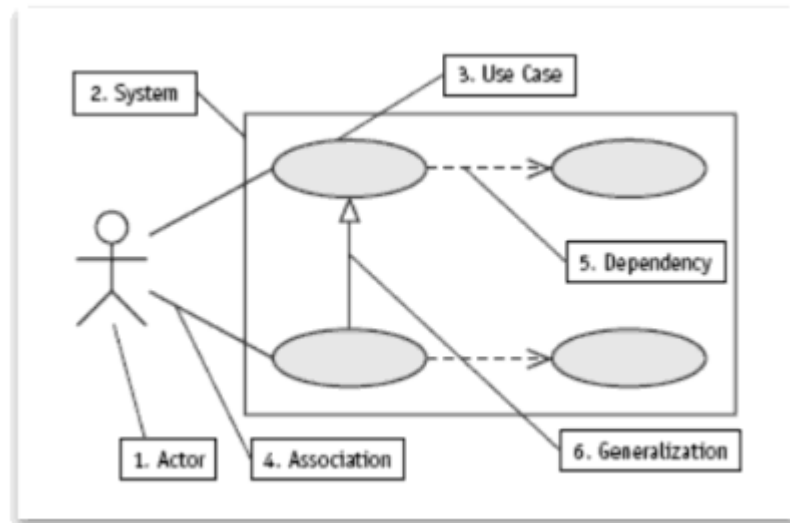 3. Use Case
2. System
5. Dependency
6. Generalization
1. Actor
4. Association